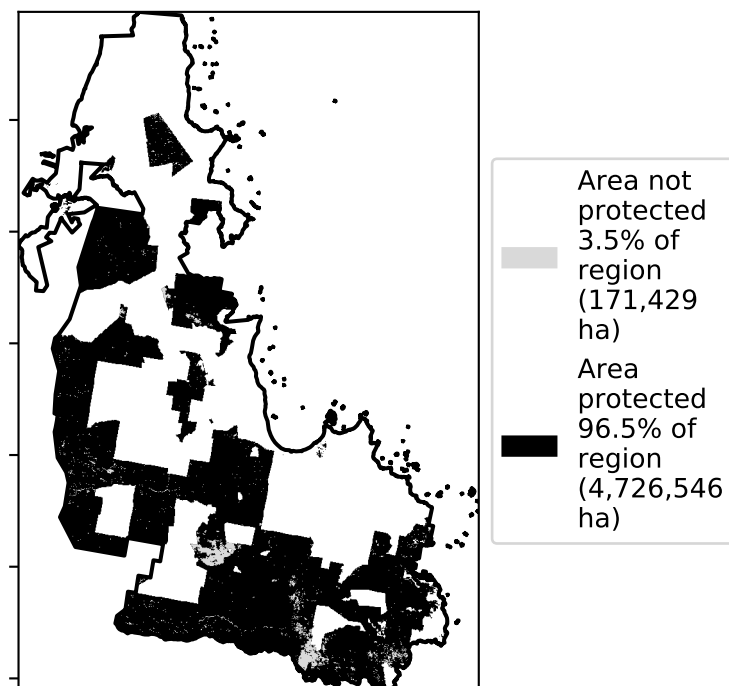 Area not
protected
3.5% of
region
(171,429
ha)
Area
protected
96.5% of
region
(4,726,546
ha)